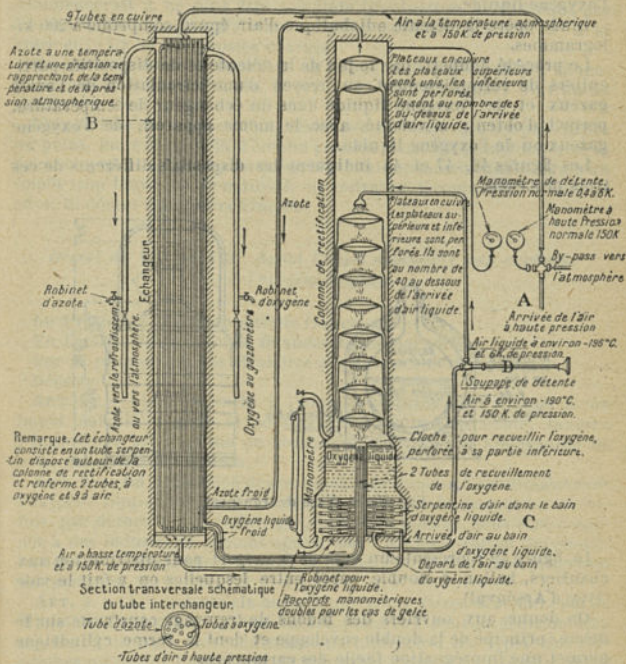 9 Tubes en cuivre
Air à la température atmospherique
et à 150K de pression
Azote a une tempéra-
ture et une pression se
rapprochant de la tem
pérature et de la pres
sion atmosphérique.
B
Echangeur
Azote
Colonne de rectification
Plateaux en cuivre
Les plateaux supérieurs
sont unis, les inférieurs
sont perforés.
Ils sont au nombre de 5
au-dessus de l'arrivée
d'air liquide.
Plateaux en cuivre
Les plateaux su-
périeurs et infé-
rieurs sont per-
forés. Ils sont
au nombre de
40 au dessous
de l'arrivée
d'air liquide.
Manomètre de détente.
Pression normale 0,4 à 5K.
Manomètre à
haute Pression
normale 150K
By-pass vers
l'atmosphère
A
Arrivée de l'air
à haute pression
Robinet
d'azote
Robinet
d'oxygène
Azote vers le refroidissem.t
ou vers l'atmosphère.
Oxygène au gazomètre
Air liquide à environ -196°C.
et 6K. de pression.
D
Soupape de détente
Air à environ -190°C.
et 150 K. de pression.
Remarque. Cet échangeur
consiste en un tube serpen-
tin disposé autour de la
colonne de rectification
et renferme 2 tubes, à
oxygène et 9 à air.
Manomètre
Oxygène liquide
Cloche pour recueillir l'oxygène,
perforée à sa partie inférieure.
2 Tubes de recueillement
de l'oxygène.
Serpentins d'air dans le bain
d'oxygène liquide.
C
Arrivée d'air au bain
d'oxygène liquide.
Départ de l'air au bain
d'oxygène liquide.
Azote froid
Oxygène liquide
froid
Air à basse température
et à 150K. de pression
Robinet pour
l'oxygène liquide.
Raccords manométriques
doubles pour les cas de gelée.
Section transversale schématique
du tube interchangeur.
Tube d'azote
Tubes à oxygène
Tubes d'air à haute pression